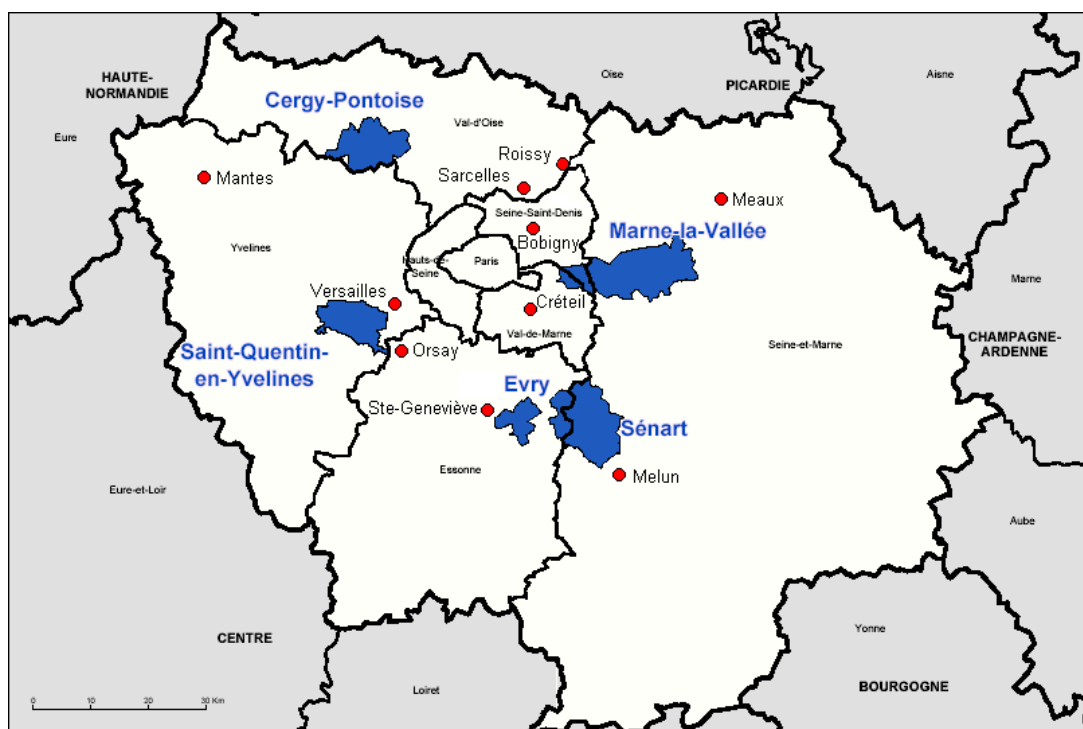 HAUTE-
NORMANDIE
Oise
PICARDIE
Aisne
Cergy-Pontoise
Val-d'Oise
Eure
Roissy
Sarcelles
Mantes
Meaux
Seine-Saint-Denis
Bobigny
Marne-la-Vallée
Yvelines
Hauts-de-
Seine
Paris
Marne
Versailles
Créteil
Val-de-Marne
CHAMPAGNE-
ARDENNE
Seine-et-Marne
Orsay
Saint-Quentin-
en-Yvelines
Evry
Ste-Geneviève
Sénart
Essonne
Melun
Eure-et-Loir
Aube
CENTRE
Yonne
Loiret
BOURGOGNE
0 10 20 30 Km